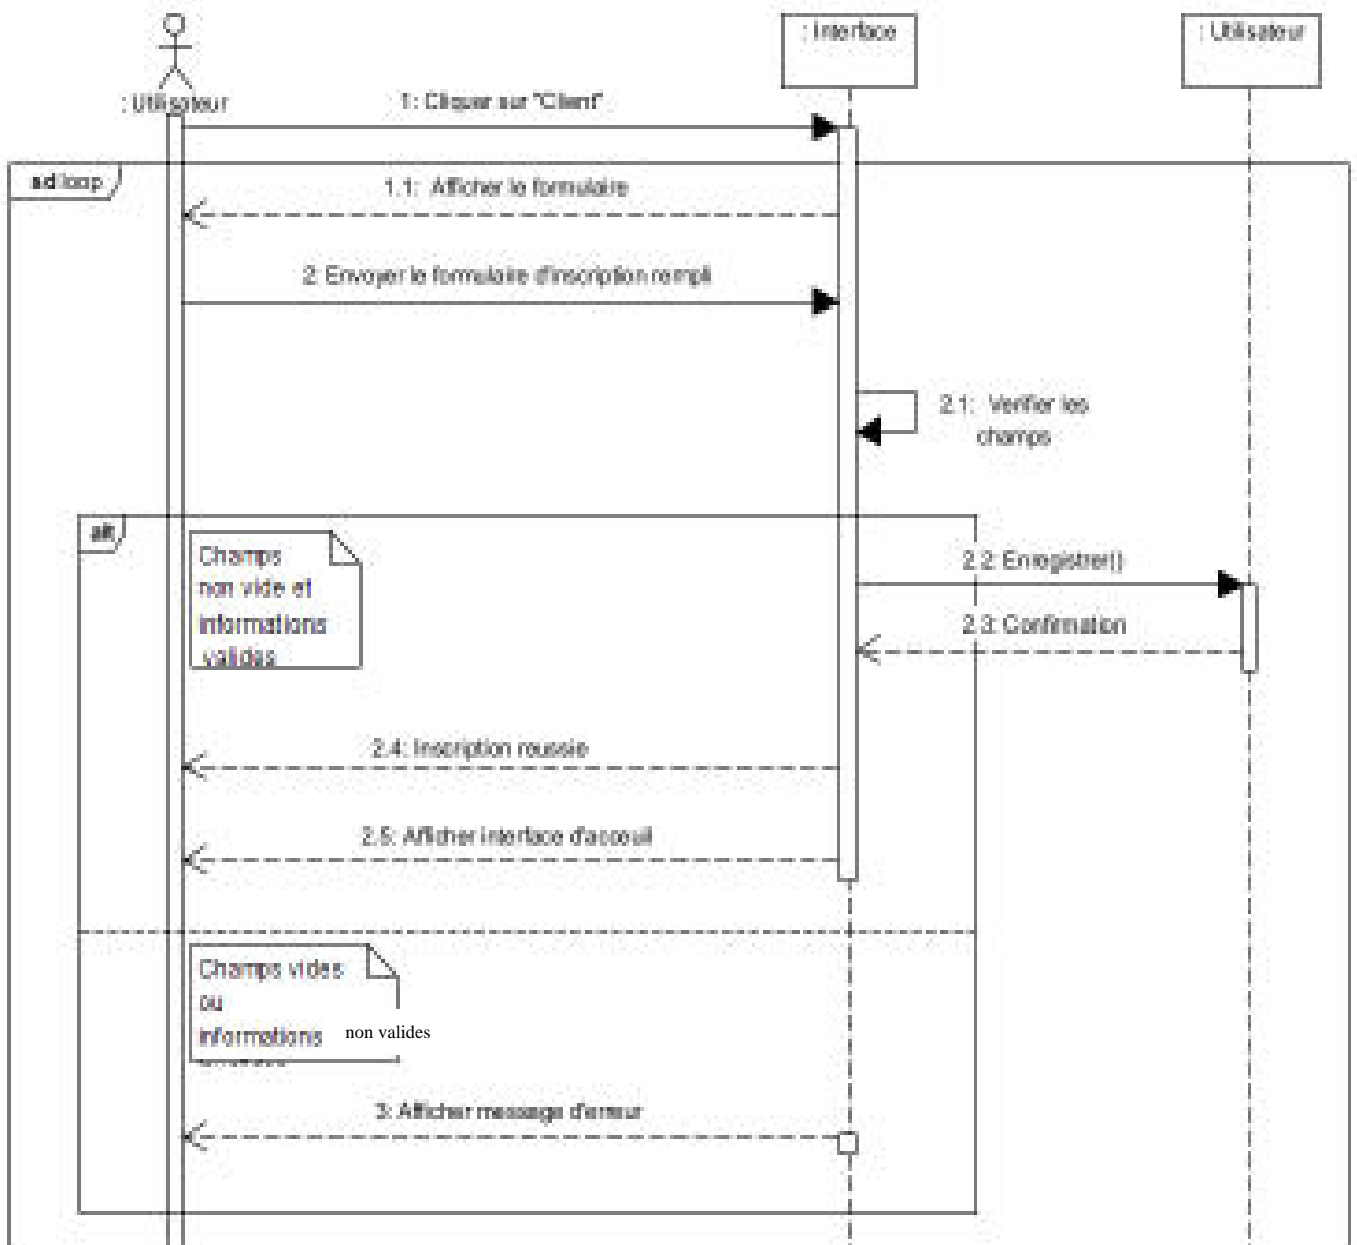 : Interface
: Utilisateur
: Utilisateur
1: Cliquer sur "Client"
sd loop
1.1: Afficher le formulaire
2: Envoyer le formulaire d'inscription rempli
2.1: Verifier les
champs
alt
Champs
non vide et
informations
valides
2.2: Enregistrer()
2.3: Confirmation
2.4: Inscription reussie
2.5: Afficher interface d'acceuil
Champs vides
ou
informations non valides
3: Afficher message d'erreur